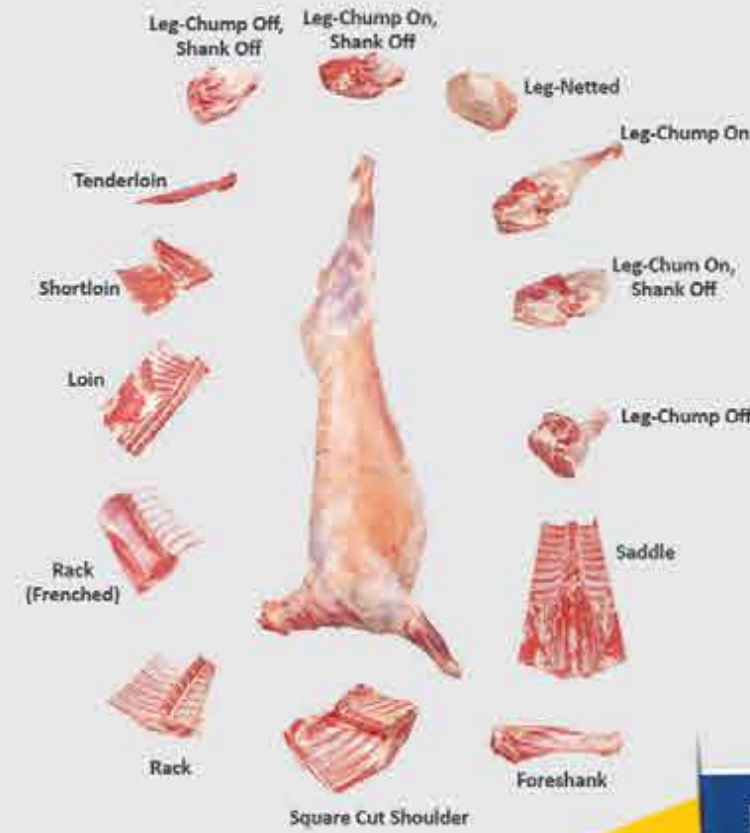 Leg-Chump Off,
Shank Off
Leg-Chump On,
Shank Off
Leg-Netted
Leg-Chump On
Tenderloin
Leg-Chum On,
Shank Off
Shortloin
Loin
Leg-Chump Off
Saddle
Rack
(Frenched)
Rack
Foreshank
Square Cut Shoulder